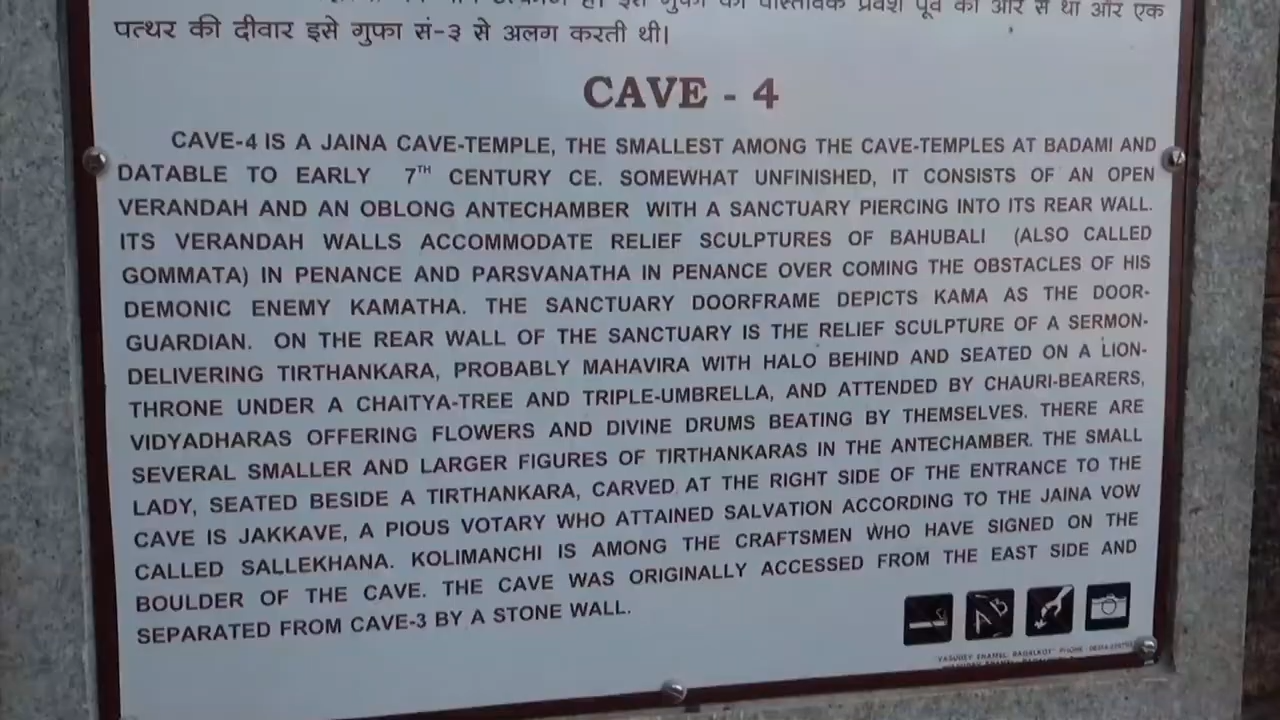 प्रवेश पूर्व की ओर से था और एक
पत्थर की दीवार इसे गुफा सं-३ से अलग करती थी।
CAVE - 4
CAVE-4 IS A JAINA CAVE-TEMPLE, THE SMALLEST AMONG THE CAVE-TEMPLES AT BADAMI AND
DATABLE TO EARLY 7TH CENTURY CE. SOMEWHAT UNFINISHED, IT CONSISTS OF AN OPEN
VERANDAH AND AN OBLONG ANTECHAMBER WITH A SANCTUARY PIERCING INTO ITS REAR WALL.
ITS VERANDAH WALLS ACCOMMODATE RELIEF SCULPTURES OF BAHUBALI (ALSO CALLED
GOMMATA) IN PENANCE AND PARSVANATHA IN PENANCE OVER COMING THE OBSTACLES OF HIS
DEMONIC ENEMY KAMATHA. THE SANCTUARY DOORFRAME DEPICTS KAMA AS THE DOOR-
GUARDIAN. ON THE REAR WALL OF THE SANCTUARY IS THE RELIEF SCULPTURE OF A SERMON-
DELIVERING TIRTHANKARA, PROBABLY MAHAVIRA WITH HALO BEHIND AND SEATED ON A LION-
THRONE UNDER A CHAITYA-TREE AND TRIPLE-UMBRELLA, AND ATTENDED BY CHAURI-BEARERS,
VIDYADHARAS OFFERING FLOWERS AND DIVINE DRUMS BEATING BY THEMSELVES. THERE ARE
SEVERAL SMALLER AND LARGER FIGURES OF TIRTHANKARAS IN THE ANTECHAMBER. THE SMALL
LADY, SEATED BESIDE A TIRTHANKARA, CARVED AT THE RIGHT SIDE OF THE ENTRANCE TO THE
CAVE IS JAKKAVE, A PIOUS VOTARY WHO ATTAINED SALVATION ACCORDING TO THE JAINA VOW
CALLED SALLEKHANA. KOLIMANCHI IS AMONG THE CRAFTSMEN WHO HAVE SIGNED ON THE
BOULDER OF THE CAVE. THE CAVE WAS ORIGINALLY ACCESSED FROM THE EAST SIDE AND
SEPARATED FROM CAVE-3 BY A STONE WALL.